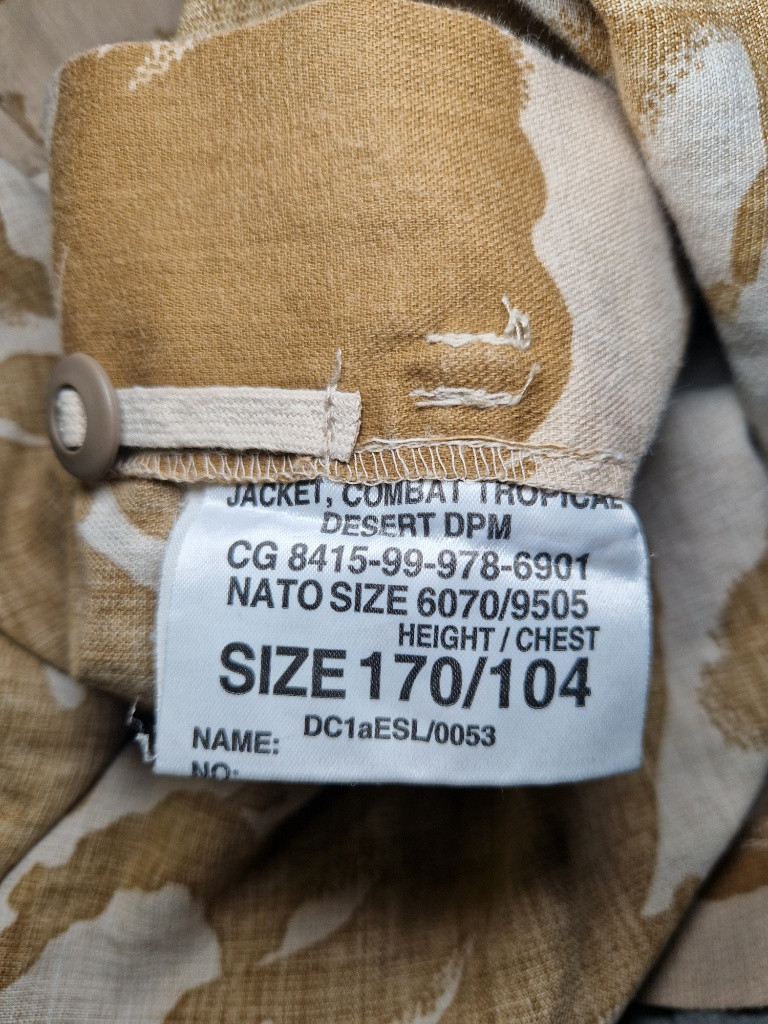 JACKET, COMBAT TROPICAL
DESERT DPM
CG 8415-99-978-6901
NATO SIZE 6070/9505
HEIGHT / CHEST
SIZE 170/104
DC1aESL/0053
NAME:
NO: